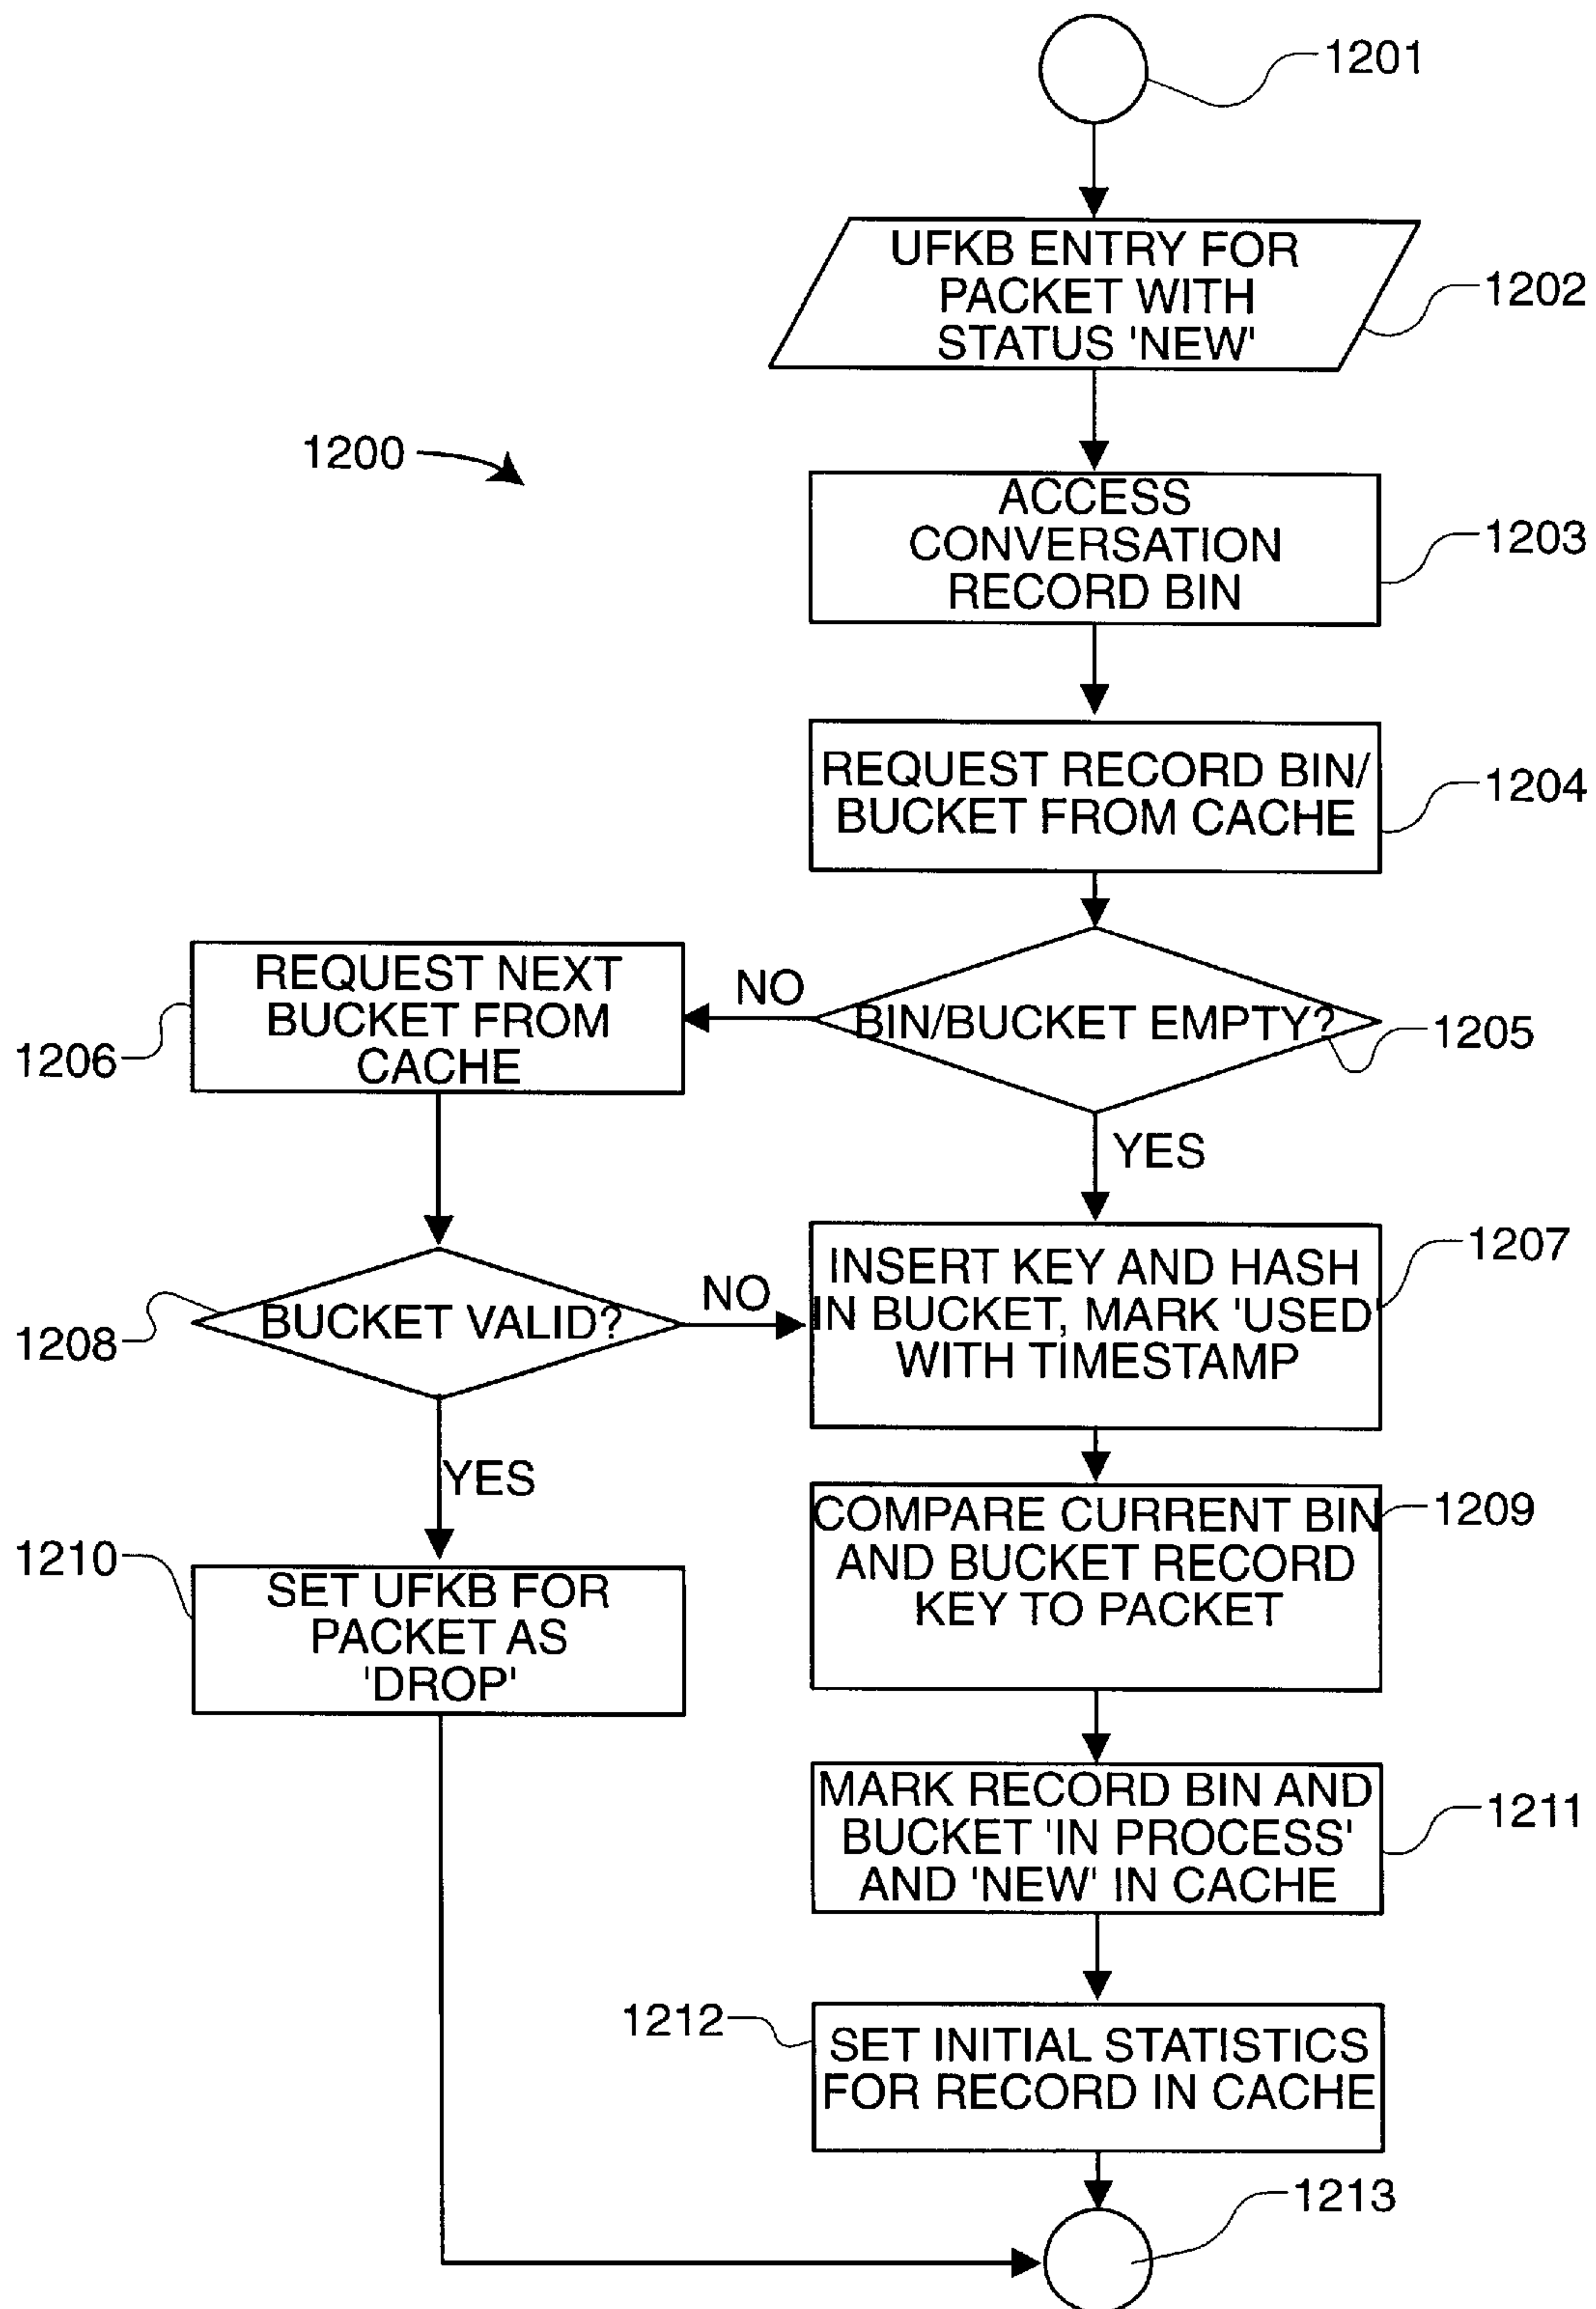 1201
UFKB ENTRY FOR
PACKET WITH
STATUS 'NEW'
1202
1200
ACCESS
CONVERSATION
RECORD BIN
1203
REQUEST RECORD BIN/
BUCKET FROM CACHE
1204
REQUEST NEXT
BUCKET FROM
CACHE
1206
NO
BIN/BUCKET EMPTY?
1205
YES
INSERT KEY AND HASH
IN BUCKET, MARK 'USED'
WITH TIMESTAMP
1207
BUCKET VALID?
1208
NO
YES
COMPARE CURRENT BIN
AND BUCKET RECORD
KEY TO PACKET
1209
1210
SET UFKB FOR
PACKET AS
'DROP'
MARK RECORD BIN AND
BUCKET 'IN PROCESS'
AND 'NEW' IN CACHE
1211
1212
SET INITIAL STATISTICS
FOR RECORD IN CACHE
1213